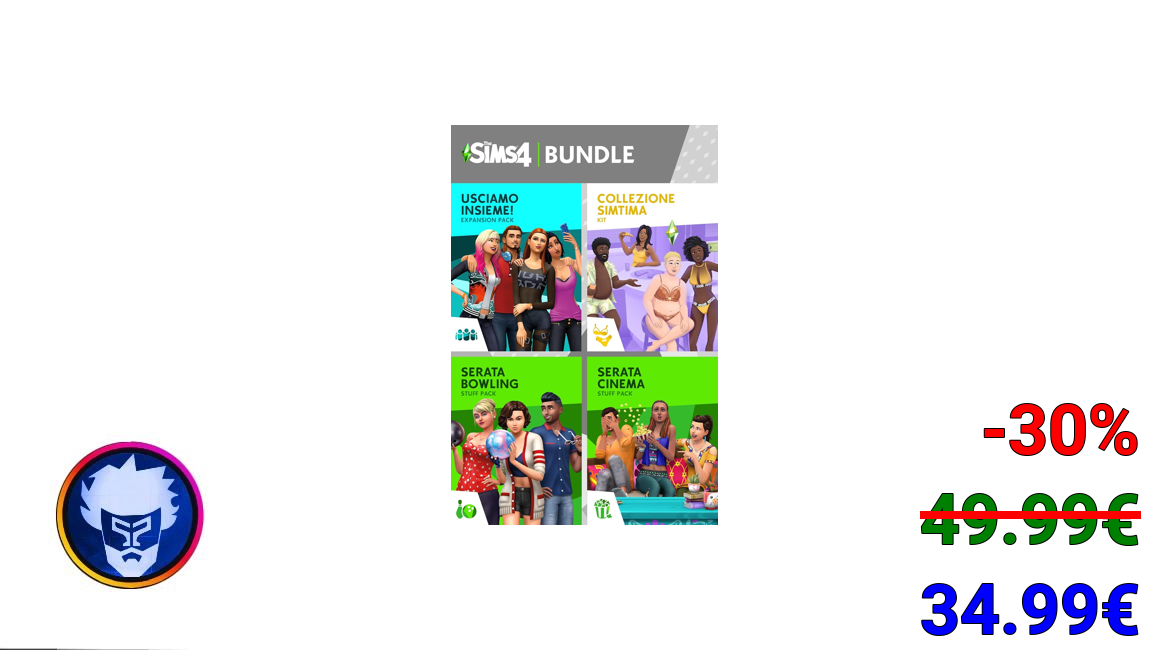 The SIMS4 BUNDLE
USCIAMO
INSIEME!
EXPANSION PACK
COLLEZIONE
SIMTIMA
KIT
SERATA
BOWLING
STUFF PACK
SERATA
CINEMA
STUFF PACK
-30%
49.99€
34.99€